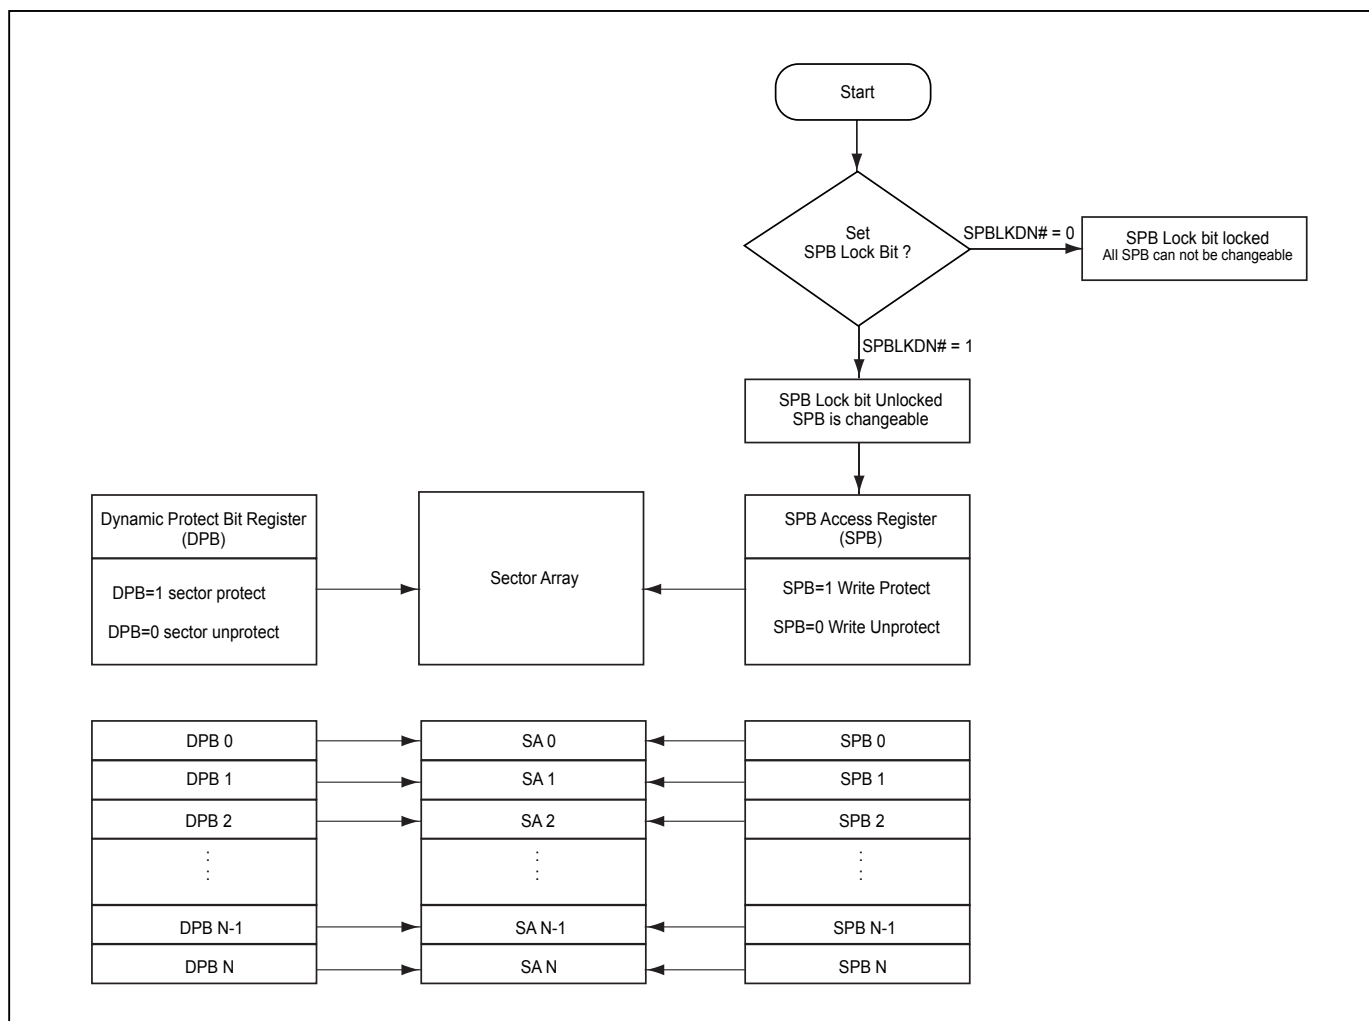 Start
Set
SPB Lock Bit ?
SPBLKDN# = 0
SPB Lock bit locked
All SPB can not be changeable
SPBLKDN# = 1
SPB Lock bit Unlocked
SPB is changeable
Dynamic Protect Bit Register
(DPB)
DPB=1 sector protect
DPB=0 sector unprotect
Sector Array
SPB Access Register
(SPB)
SPB=1 Write Protect
SPB=0 Write Unprotect
DPB 0
SA 0
SPB 0
DPB 1
SA 1
SPB 1
DPB 2
SA 2
SPB 2
DPB N-1
SA N-1
SPB N-1
DPB N
SA N
SPB N